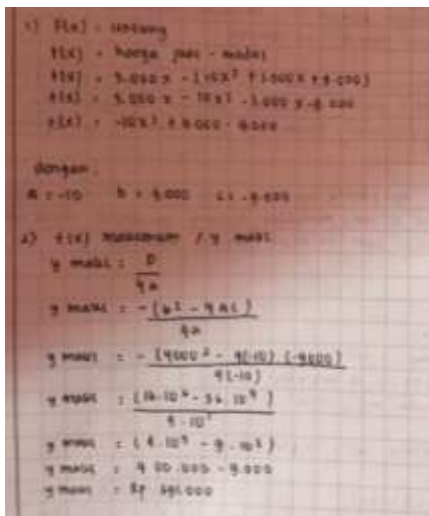 1) F(x) = untung
f(x) = harga jual - modal
f(x) = 5.000x - (10x² + 1.000x + 9.000)
f(x) = 5.000x - 10x² - 1.000x - 9.000
f(x) = -10x² + 4.000 - 9.000
dengan:
a = -10 b = 4.000 c = -9.000
2) f(x) maksimum / y maks
y maks = D
4a
y maks = -(b² - 4ac)
4a
y maks = -(4000² - 4(-10)(-9000))
4(-10)
y maks = (16.10⁶ - 36.10⁴)
4.10¹
y maks = (4.10⁵ - 9.10³)
y maks = 400.000 - 9.000
y maks = Rp 391.000